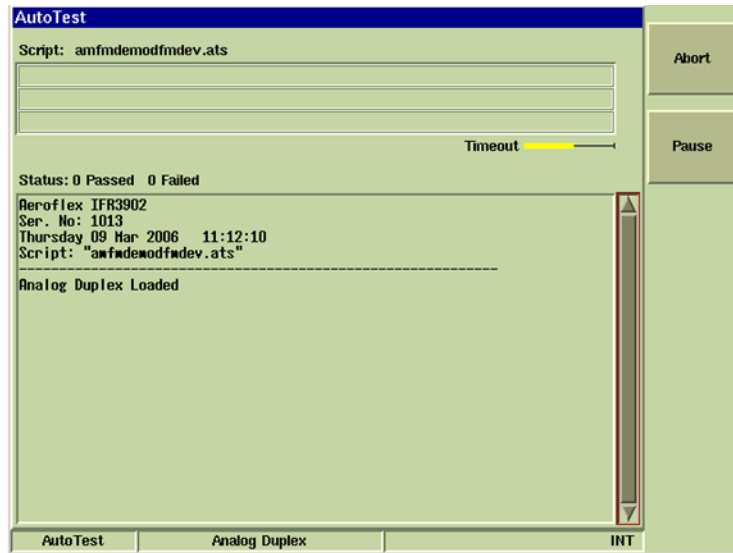 AutoTest
Script: amfmdemodfmdev.ats
Abort
Timeout
Pause
Status: 0 Passed 0 Failed
Aeroflex IFR3902
Ser. No: 1013
Thursday 09 Mar 2006 11:12:10
Script: "amfmdemodfmdev.ats"
------------------------------------------------------------
Analog Duplex Loaded
AutoTest Analog Duplex INT